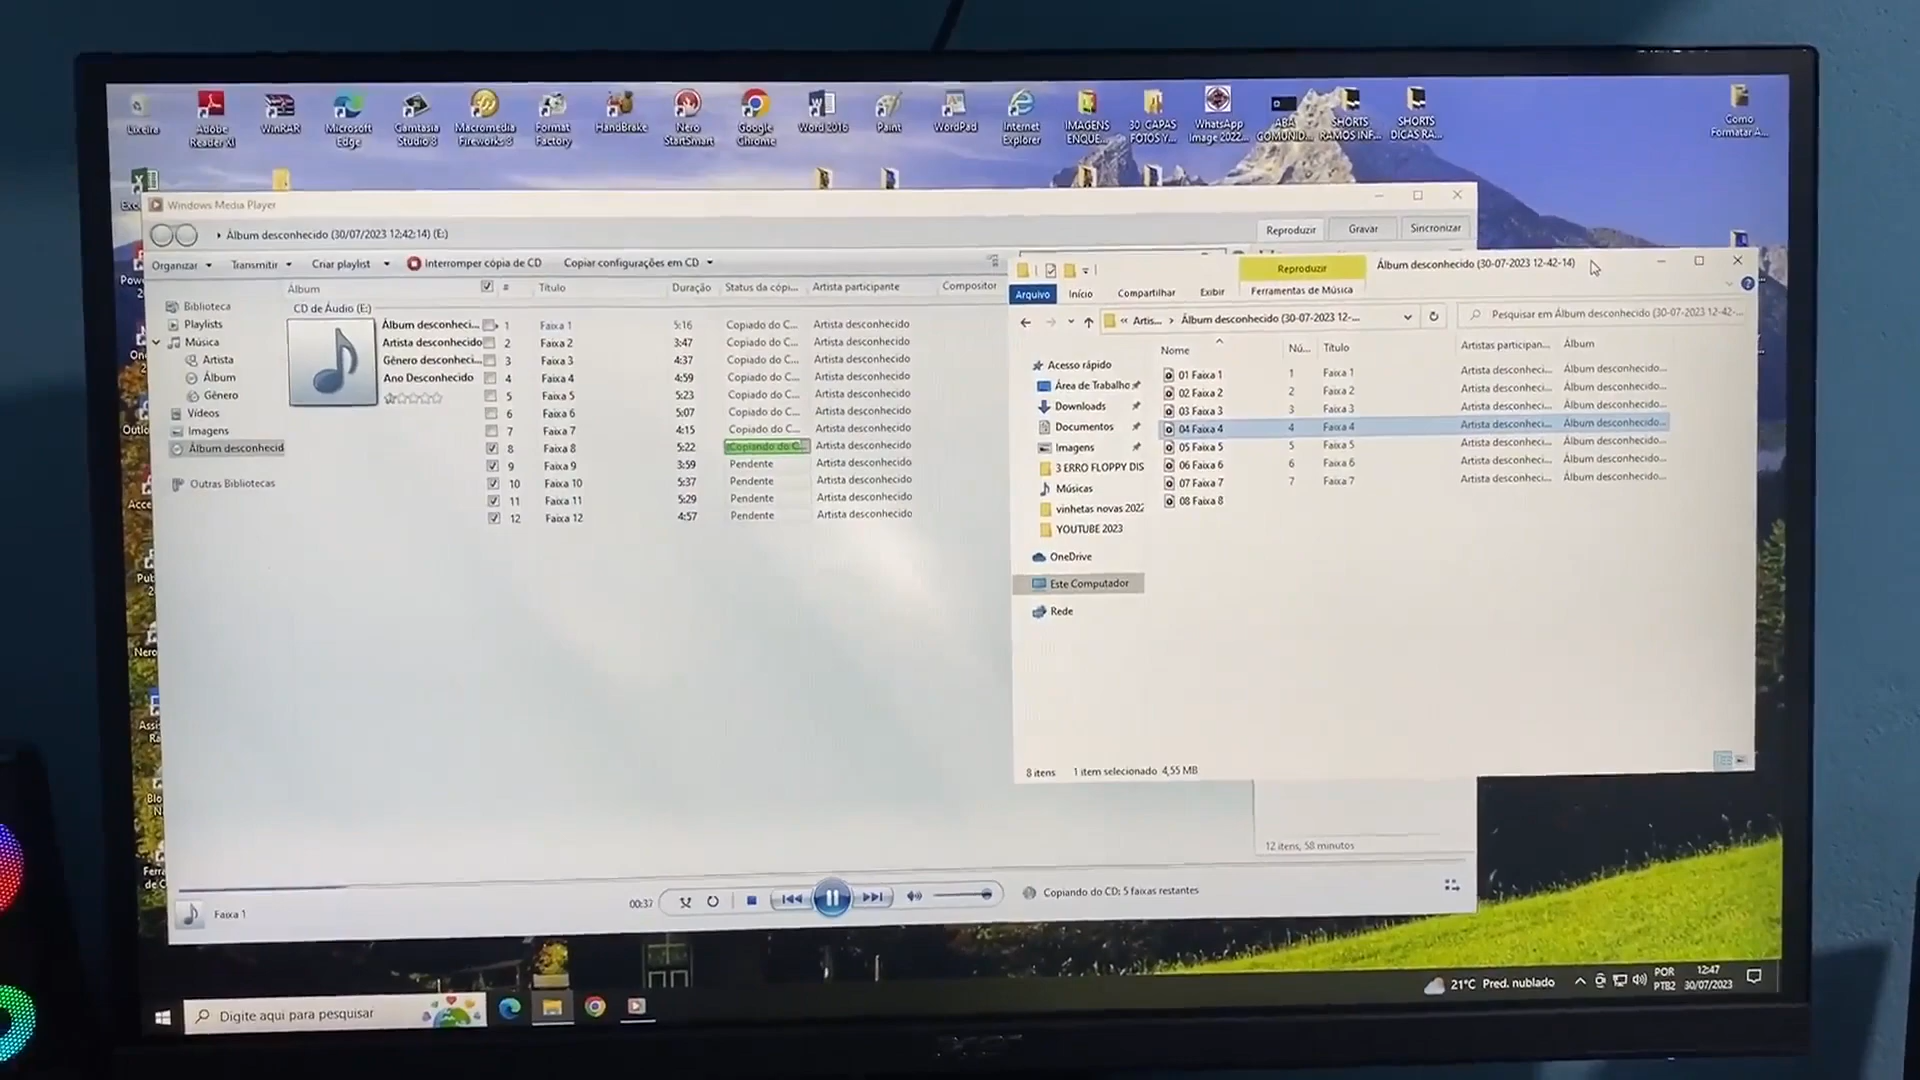 Lixeira
Adobe Reader XI
WinRAR
Microsoft Edge
Camtasia Studio 8
Macromedia Fireworks 8
Format Factory
HandBrake
Nero StartSmart
Google Chrome
Word 2016
Paint
WordPad
Internet Explorer
IMAGENS ENQUE...
30 CAPAS FOTOS Y...
WhatsApp Image 2022...
ABA COMUNID...
SHORTS RAMOS INF...
SHORTS DICAS RA...
Como Formatar A...
Windows Media Player
Álbum desconhecido (30/07/2023 12:42:14) (E:)
Reproduzir Gravar Sincronizar
Organizar Transmitir Criar playlist Interromper cópia de CD Copiar configurações em CD
Álbum # Título Duração Status da cópi... Artista participante Compositor
Biblioteca
Playlists
Música
Artista
Álbum
Gênero
Vídeos
Imagens
Álbum desconhecid
Outras Bibliotecas
CD de Áudio (E:)
Álbum desconheci...
Artista desconhecido
Gênero desconheci...
Ano Desconhecido
1 Faixa 1 5:16 Copiado do C... Artista desconhecido
2 Faixa 2 3:47 Copiado do C... Artista desconhecido
3 Faixa 3 4:37 Copiado do C... Artista desconhecido
4 Faixa 4 4:59 Copiado do C... Artista desconhecido
5 Faixa 5 5:23 Copiado do C... Artista desconhecido
6 Faixa 6 5:07 Copiado do C... Artista desconhecido
7 Faixa 7 4:15 Copiado do C... Artista desconhecido
8 Faixa 8 5:22 Copiando do C... Artista desconhecido
9 Faixa 9 3:59 Pendente Artista desconhecido
10 Faixa 10 5:37 Pendente Artista desconhecido
11 Faixa 11 5:29 Pendente Artista desconhecido
12 Faixa 12 4:57 Pendente Artista desconhecido
Reproduzir Álbum desconhecido (30-07-2023 12-42-14)
Arquivo Início Compartilhar Exibir Ferramentas de Música
« Artis... › Álbum desconhecido (30-07-2023 12-...
Pesquisar em Álbum desconhecido (30-07-2023 12-42-...
Acesso rápido
Área de Trabalho
Downloads
Documentos
Imagens
3 ERRO FLOPPY DIS
Músicas
vinhetas novas 2022
YOUTUBE 2023
OneDrive
Este Computador
Rede
Nome Nú... Título Artistas participan... Álbum
01 Faixa 1 1 Faixa 1 Artista desconheci... Álbum desconhecido...
02 Faixa 2 2 Faixa 2 Artista desconheci... Álbum desconhecido...
03 Faixa 3 3 Faixa 3 Artista desconheci... Álbum desconhecido...
04 Faixa 4 4 Faixa 4 Artista desconheci... Álbum desconhecido...
05 Faixa 5 5 Faixa 5 Artista desconheci... Álbum desconhecido...
06 Faixa 6 6 Faixa 6 Artista desconheci... Álbum desconhecido...
07 Faixa 7 7 Faixa 7 Artista desconheci... Álbum desconhecido...
08 Faixa 8
8 itens 1 item selecionado 4,55 MB
12 itens, 58 minutos
Faixa 1
00:37
Copiando do CD: 5 faixas restantes
Digite aqui para pesquisar
21°C Pred. nublado
POR
PTB2
12:47
30/07/2023